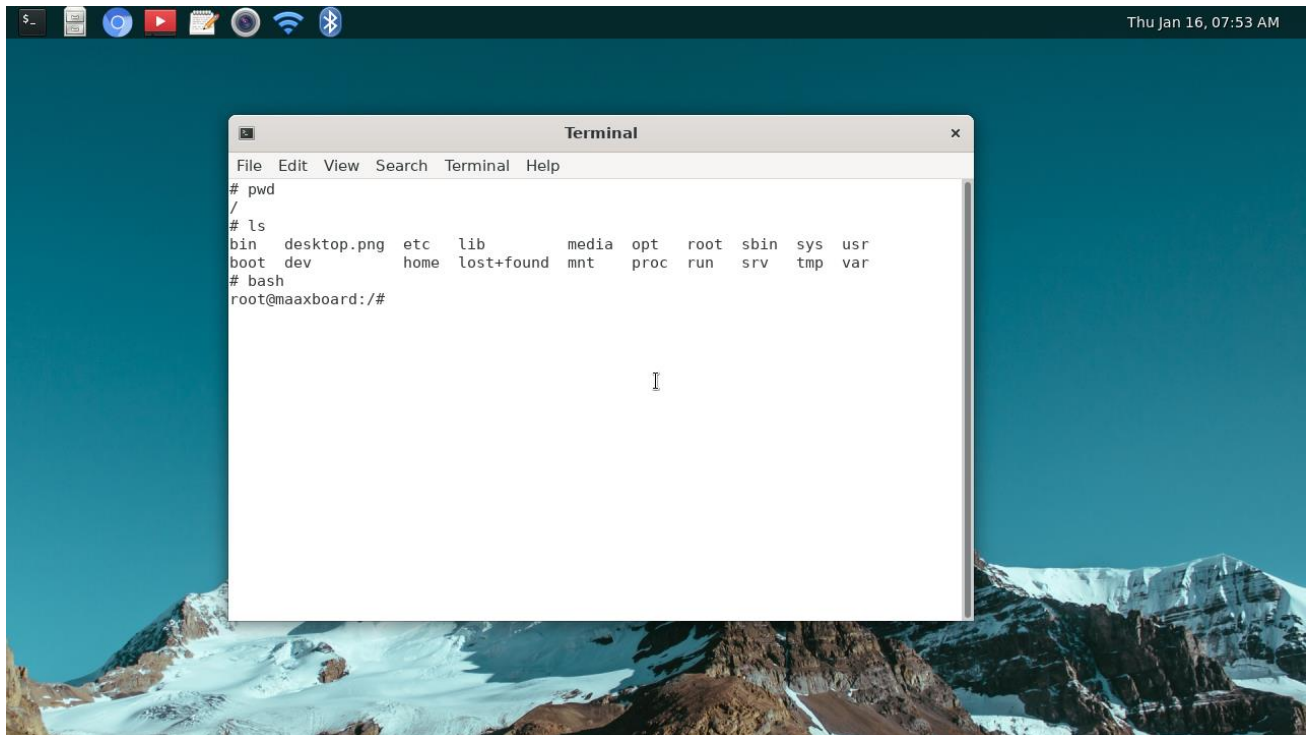 $_
Thu Jan 16, 07:53 AM
Terminal
File Edit View Search Terminal Help
# pwd
/
# ls
bin   desktop.png  etc   lib         media  opt   root  sbin  sys  usr
boot  dev          home  lost+found  mnt    proc  run   srv   tmp  var
# bash
root@maaxboard:/#